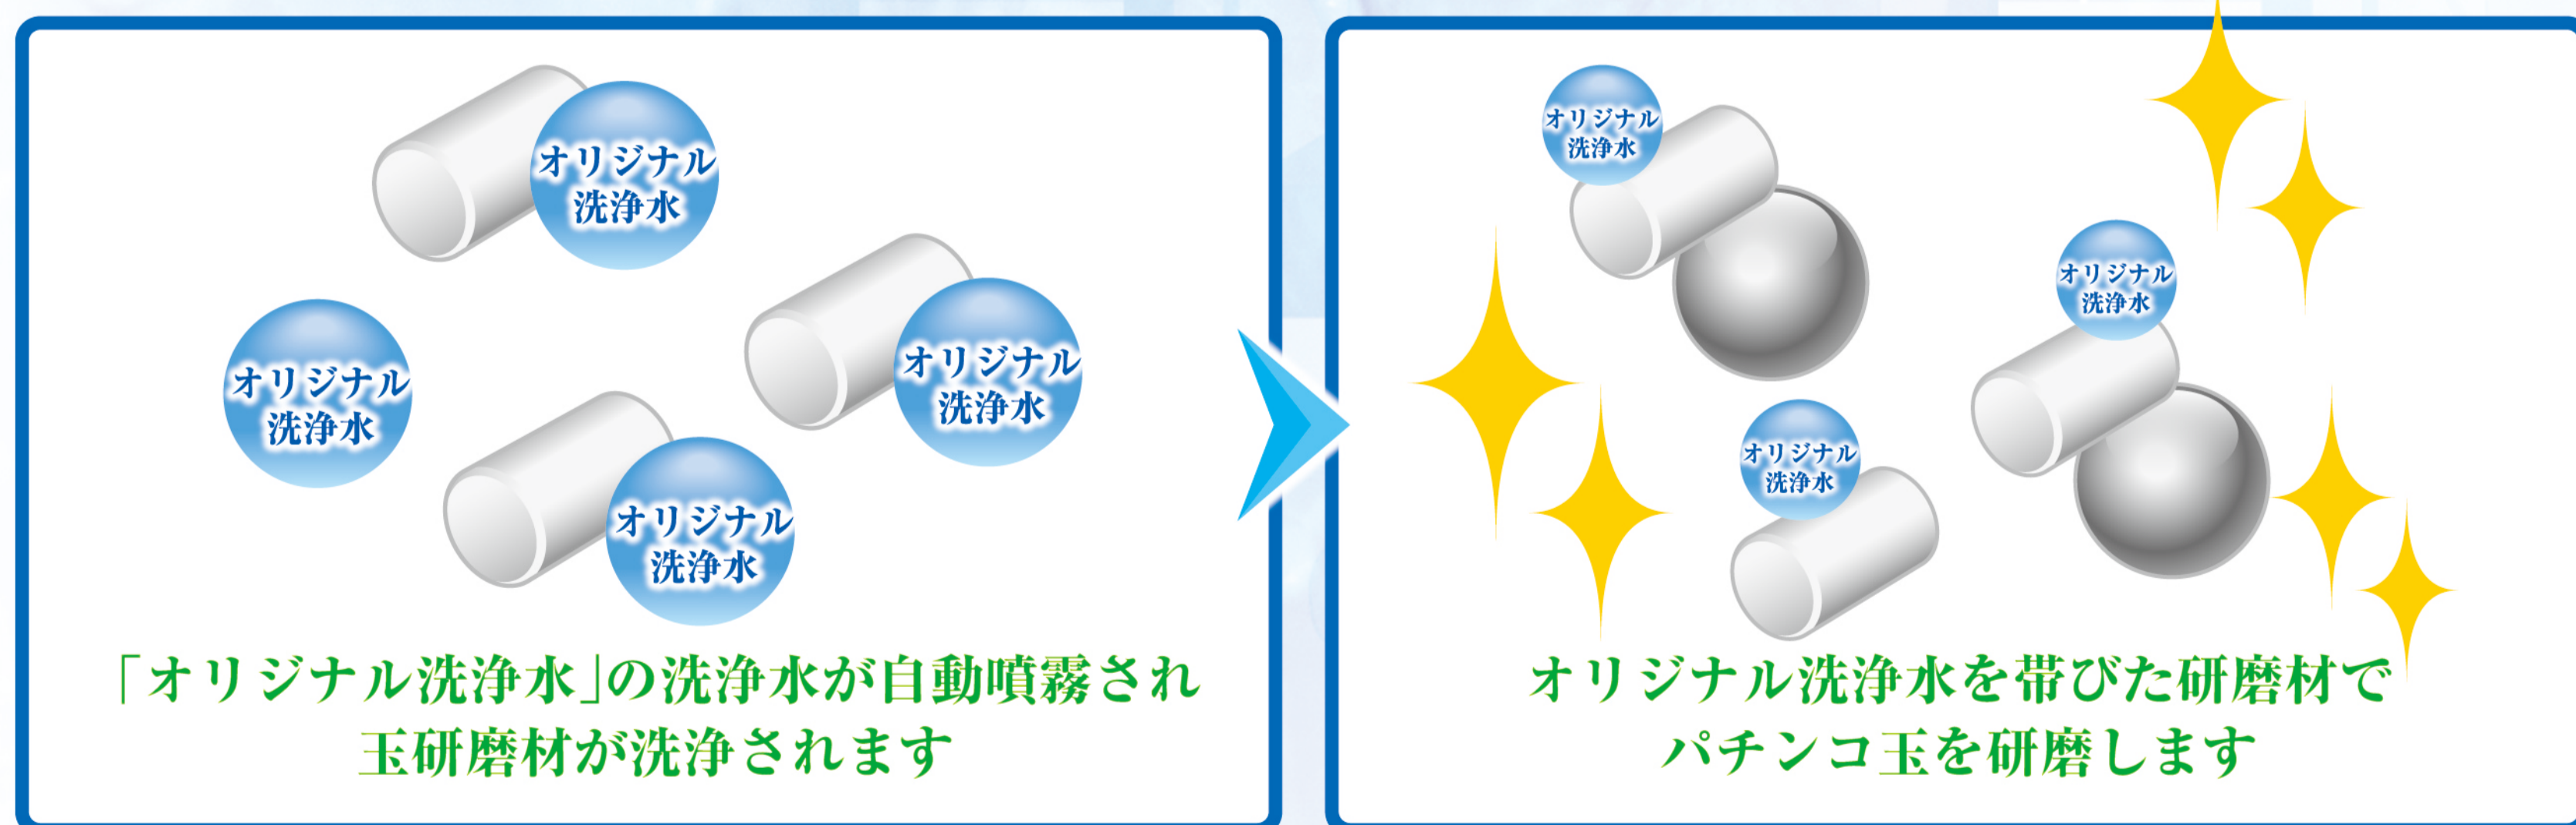 オリジナル
洗浄水
オリジナル
洗浄水
オリジナル
洗浄水
オリジナル
洗浄水
「オリジナル洗浄水」の洗浄水が自動噴霧され
玉研磨材が洗浄されます
オリジナル
洗浄水
オリジナル
洗浄水
オリジナル
洗浄水
オリジナル洗浄水を帯びた研磨材で
パチンコ玉を研磨します